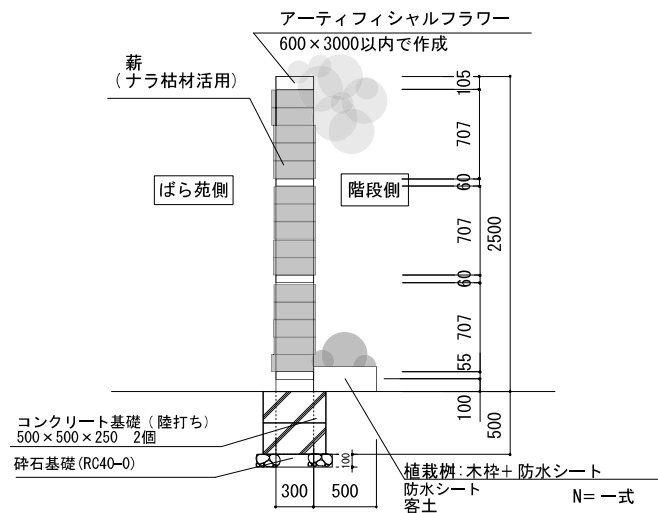 アーティフィシャルフラワー
600×3000以内で作成
薪
（ナラ枯材活用）
ばら苑側
階段側
105
707
60
707
60
707
55
100
2500
500
コンクリート基礎（陸打ち）
500×500×250 2個
砕石基礎(RC40-0)
100
300
500
植栽桝：木枠＋防水シート
防水シート
客土
N=一式